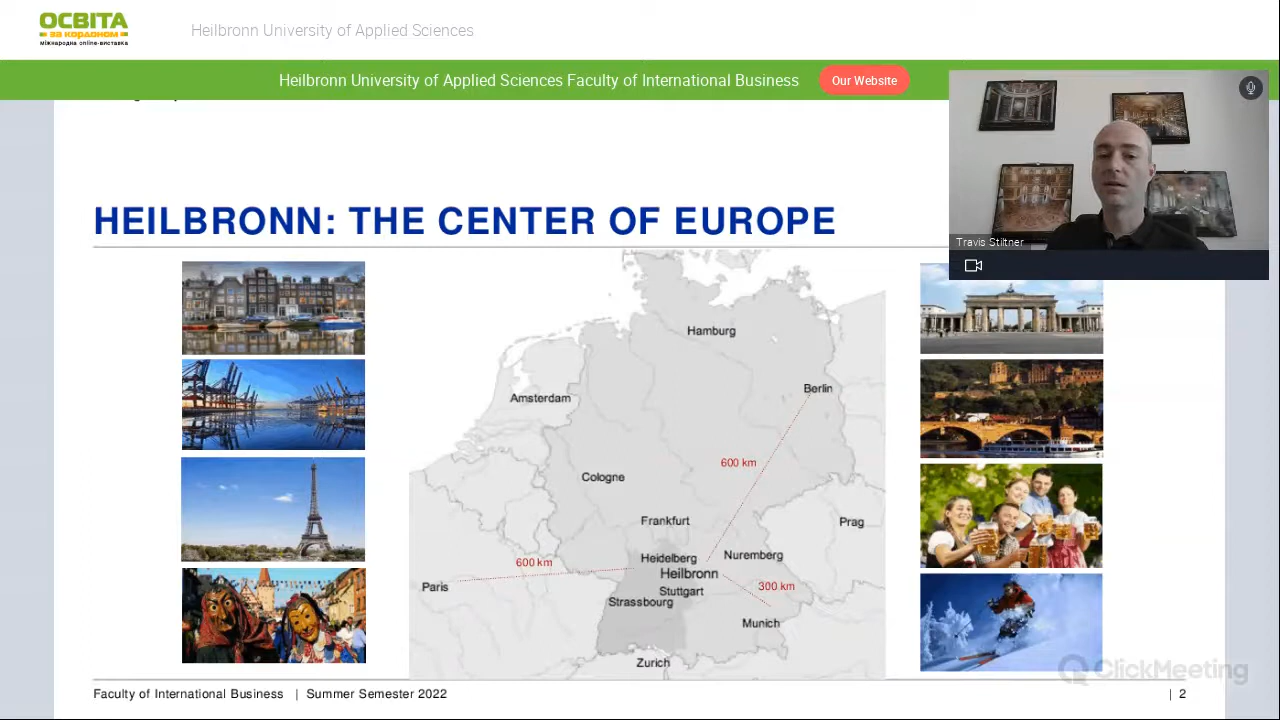 ОСВІТА
ЗА КОРДОНОМ
міжнародна online-виставка
Heilbronn University of Applied Sciences
Heilbronn University of Applied Sciences Faculty of International Business
Our Website
Travis Stiltner
HEILBRONN: THE CENTER OF EUROPE
Hamburg
Berlin
Amsterdam
600 km
Cologne
Frankfurt
Prag
Heidelberg
Nuremberg
600 km
Heilbronn
Paris
300 km
Stuttgart
Strassbourg
Munich
Zurich
ClickMeeting
Faculty of International Business | Summer Semester 2022
| 2